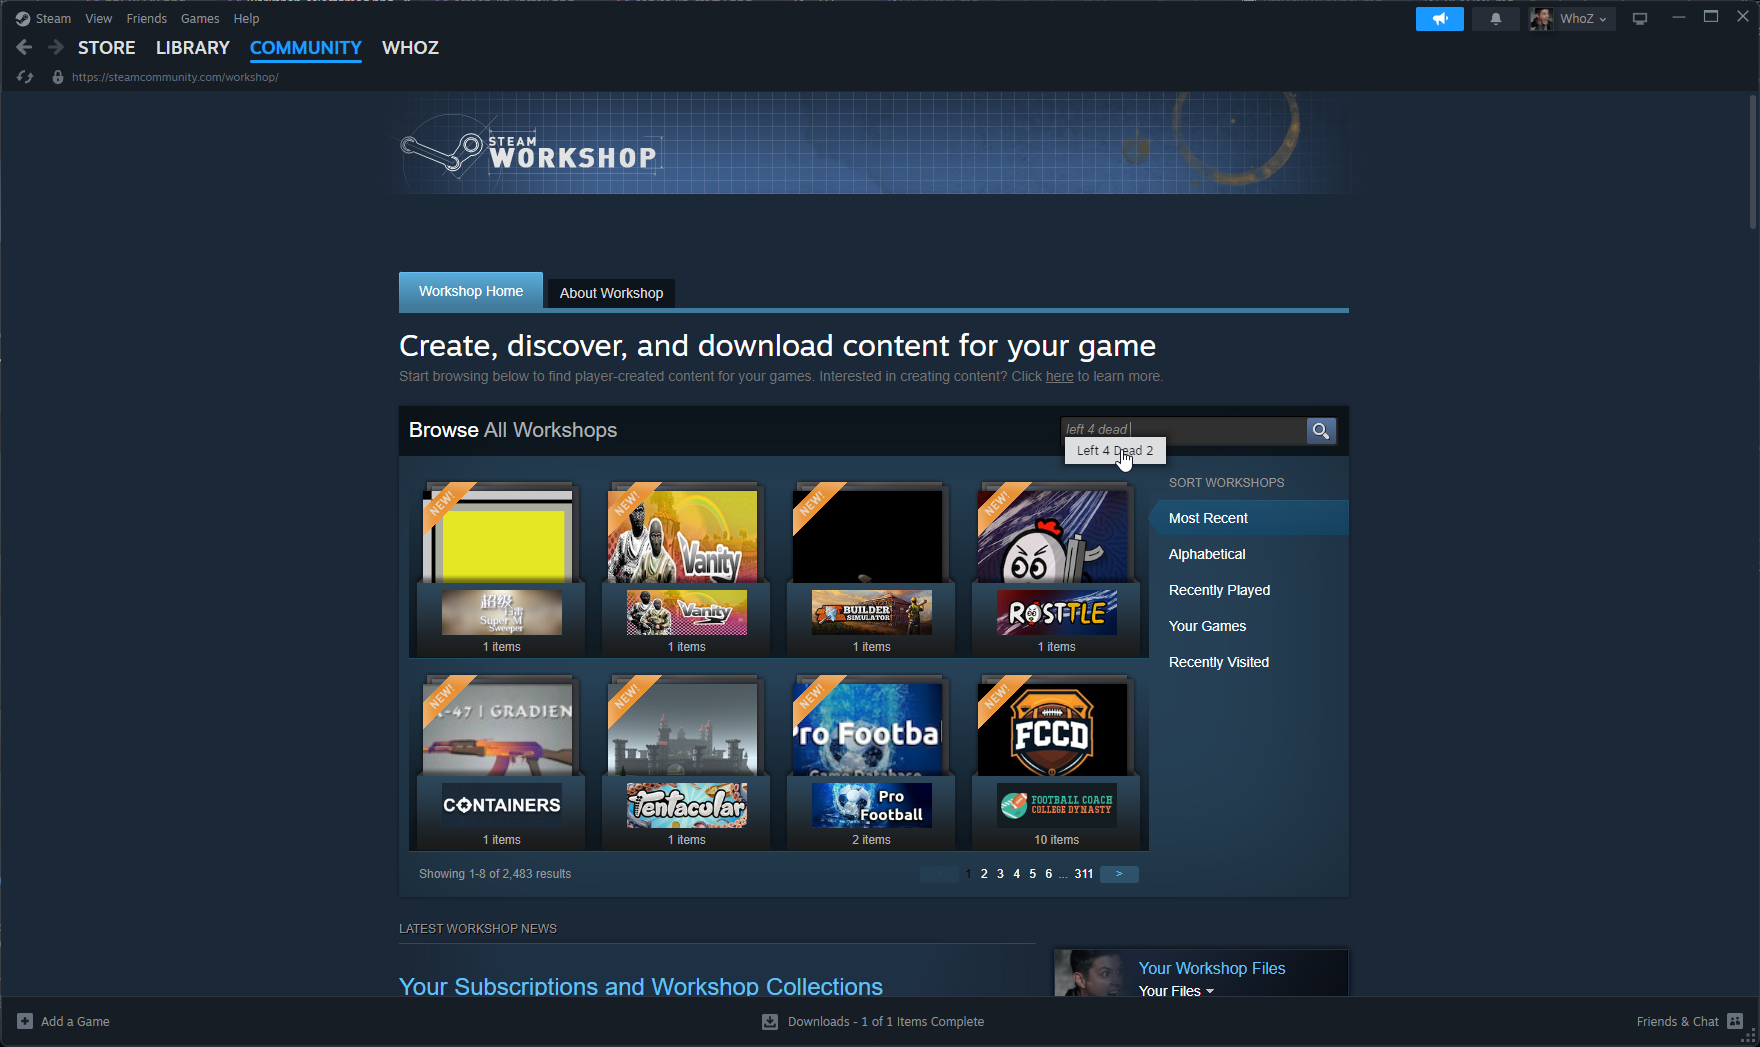 Steam View Friends Games Help
WhoZ
STORE LIBRARY COMMUNITY WHOZ
https://steamcommunity.com/workshop/
STEAM
WORKSHOP
Workshop Home
About Workshop
Create, discover, and download content for your game
Start browsing below to find player-created content for your games. Interested in creating content? Click here to learn more.
Browse All Workshops
left 4 dead
Left 4 Dead 2
SORT WORKSHOPS
Most Recent
Alphabetical
Recently Played
Your Games
Recently Visited
NEW!
NEW!
Vanity
NEW!
NEW!
超级
Super M
Sweeper
Vanity
BUILDER
SIMULATOR
ROSTTLE
1 items
1 items
1 items
1 items
NEW!
-47 | GRADIEN
NEW!
NEW!
ro Footba
Game Database
NEW!
FCCD
CONTAINERS
Tentacular
Pro
Football
FOOTBALL COACH
COLLEGE DYNASTY
1 items
1 items
2 items
10 items
Showing 1-8 of 2,483 results
1 2 3 4 5 6 ... 311 >
LATEST WORKSHOP NEWS
Your Subscriptions and Workshop Collections
Your Workshop Files
Your Files
Add a Game
Downloads - 1 of 1 Items Complete
Friends & Chat